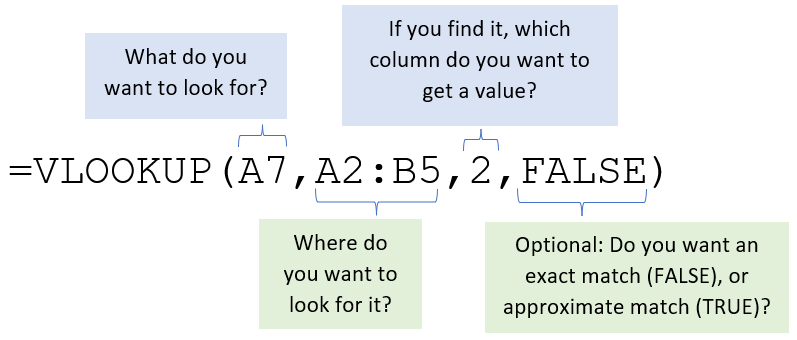 What do you
want to look for?
If you find it, which
column do you want to
get a value?
=VLOOKUP(A7,A2:B5,2,FALSE)
Where do
you want to
look for it?
Optional: Do you want an
exact match (FALSE), or
approximate match (TRUE)?